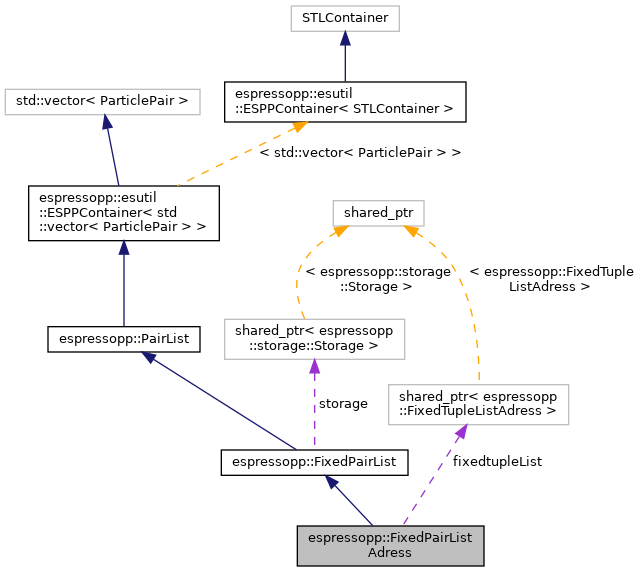 STLContainer
std::vector< ParticlePair >
espressopp::esutil
::ESPPContainer< STLContainer >
< std::vector< ParticlePair > >
espressopp::esutil
::ESPPContainer< std
::vector< ParticlePair > >
shared_ptr
< espressopp::storage
::Storage >
< espressopp::FixedTuple
ListAdress >
espressopp::PairList
shared_ptr< espressopp
::storage::Storage >
shared_ptr< espressopp
::FixedTupleListAdress >
storage
espressopp::FixedPairList
fixedtupleList
espressopp::FixedPairList
Adress